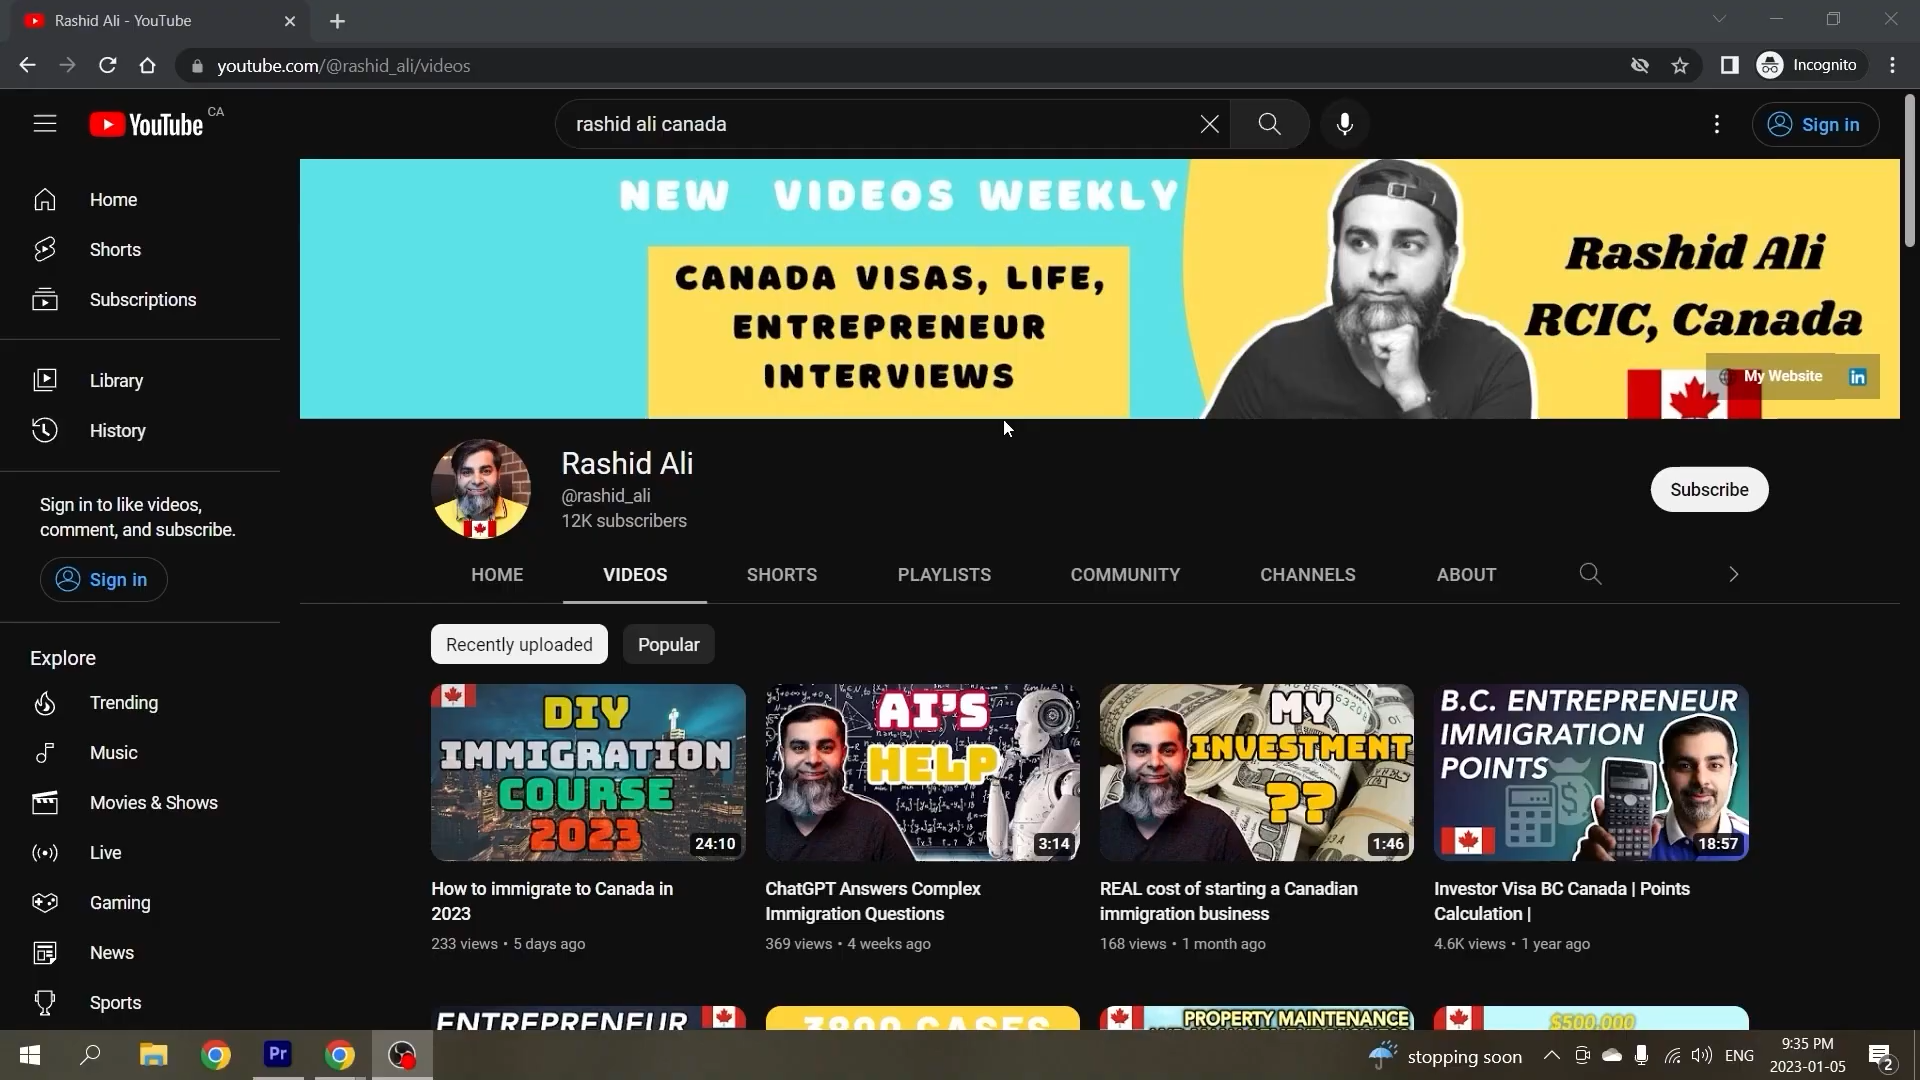 Rashid Ali - YouTube
youtube.com/@rashid_ali/videos
Incognito
YouTube CA
rashid ali canada
Sign in
Home
Shorts
Subscriptions
Library
History
Sign in to like videos,
comment, and subscribe.
Sign in
Explore
Trending
Music
Movies & Shows
Live
Gaming
News
Sports
NEW VIDEOS WEEKLY
CANADA VISAS, LIFE,
ENTREPRENEUR
INTERVIEWS
Rashid Ali
RCIC, Canada
My Website
in
Rashid Ali
@rashid_ali
12K subscribers
Subscribe
HOME VIDEOS SHORTS PLAYLISTS COMMUNITY CHANNELS ABOUT
Recently uploaded Popular
DIY
IMMIGRATION
COURSE
2023
24:10
How to immigrate to Canada in
2023
233 views • 5 days ago
AI'S
HELP
3:14
ChatGPT Answers Complex
Immigration Questions
369 views • 4 weeks ago
MY
INVESTMENT
??
1:46
REAL cost of starting a Canadian
immigration business
168 views • 1 month ago
B.C. ENTREPRENEUR
IMMIGRATION
POINTS
18:57
Investor Visa BC Canada | Points
Calculation |
4.6K views • 1 year ago
ENTREPRENEUR
3800 CASES
PROPERTY MAINTENANCE
$500,000
Pr
stopping soon
ENG
9:35 PM
2023-01-05
2